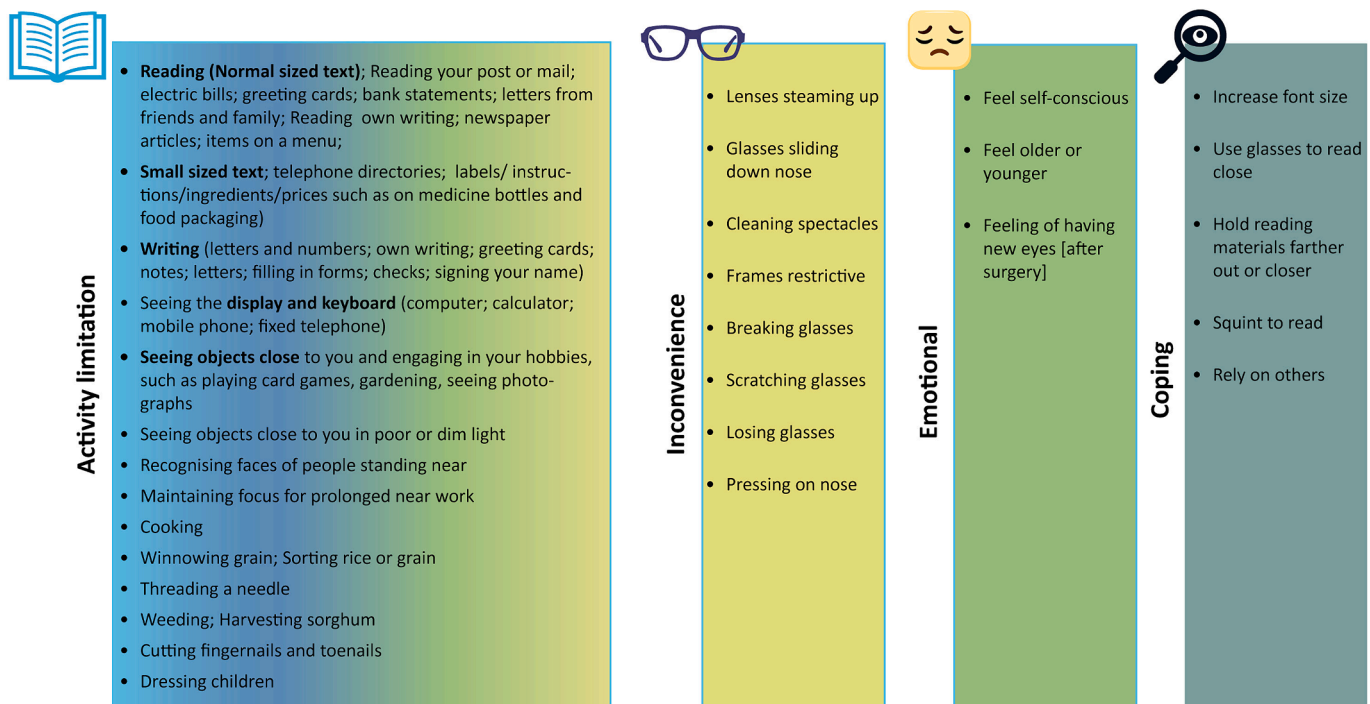 Activity limitation
• Reading (Normal sized text); Reading your post or mail;
electric bills; greeting cards; bank statements; letters from
friends and family; Reading own writing; newspaper
articles; items on a menu;
• Small sized text; telephone directories; labels/ instruc-
tions/ingredients/prices such as on medicine bottles and
food packaging)
• Writing (letters and numbers; own writing; greeting cards;
notes; letters; filling in forms; checks; signing your name)
• Seeing the display and keyboard (computer; calculator;
mobile phone; fixed telephone)
• Seeing objects close to you and engaging in your hobbies,
such as playing card games, gardening, seeing photo-
graphs
• Seeing objects close to you in poor or dim light
• Recognising faces of people standing near
• Maintaining focus for prolonged near work
• Cooking
• Winnowing grain; Sorting rice or grain
• Threading a needle
• Weeding; Harvesting sorghum
• Cutting fingernails and toenails
• Dressing children
Inconvenience
• Lenses steaming up
• Glasses sliding
down nose
• Cleaning spectacles
• Frames restrictive
• Breaking glasses
• Scratching glasses
• Losing glasses
• Pressing on nose
Emotional
• Feel self-conscious
• Feel older or
younger
• Feeling of having
new eyes [after
surgery]
Coping
• Increase font size
• Use glasses to read
close
• Hold reading
materials farther
out or closer
• Squint to read
• Rely on others